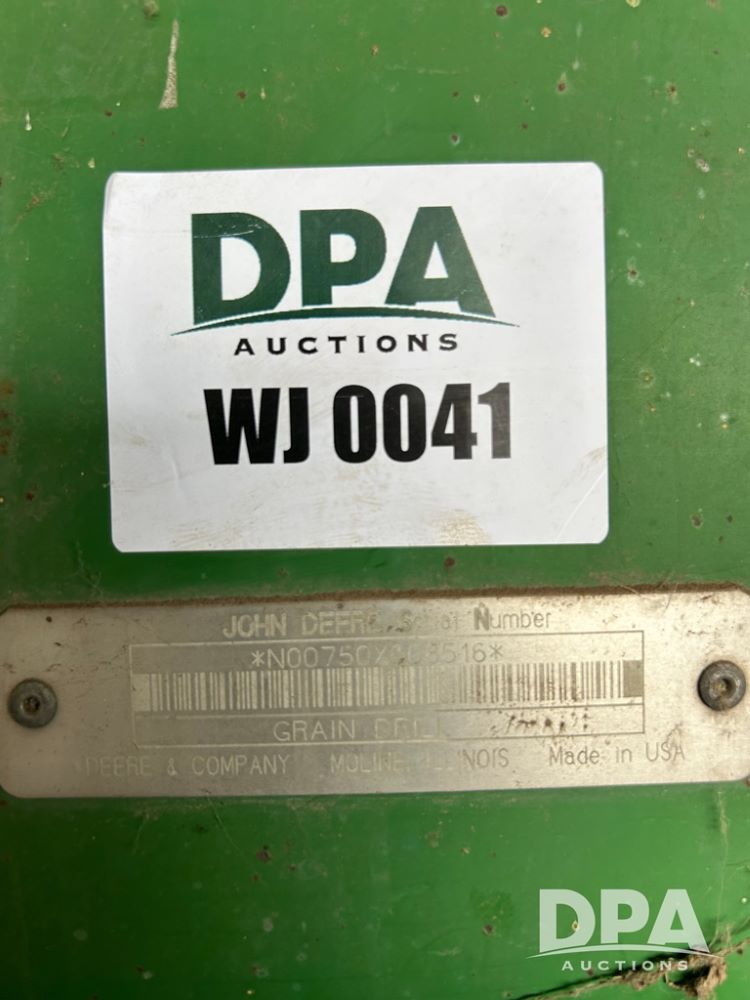 DPA
AUCTIONS
WJ 0041
JOHN DEERE Serial Number
GRAIN DRILL
DEERE & COMPANY MOLINE, ILLINOIS Made in USA
DPA
AUCTIONS